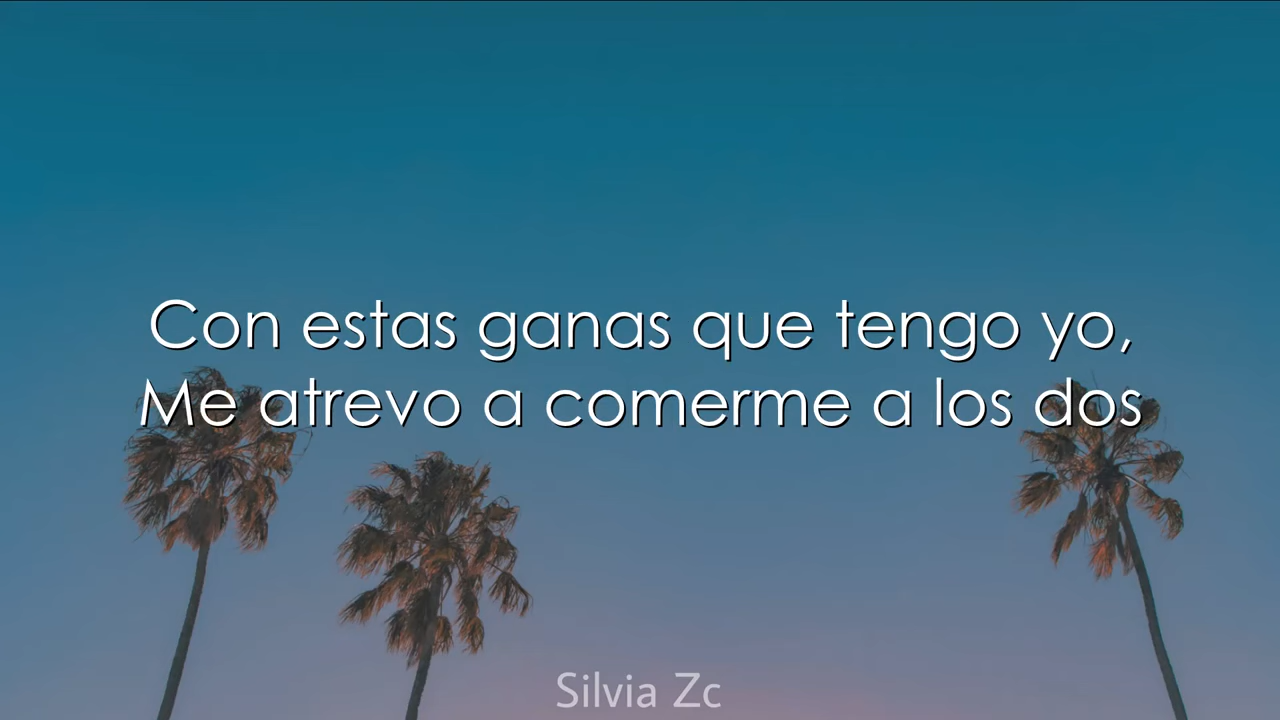 Con estas ganas que tengo yo,
Me atrevo a comerme a los dos
Silvia Zc